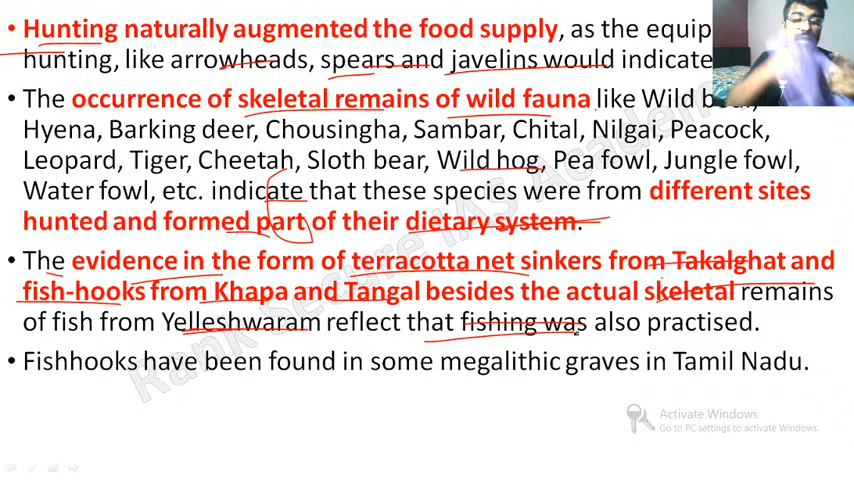 • Hunting naturally augmented the food supply, as the equip
hunting, like arrowheads, spears and javelins would indicate
• The occurrence of skeletal remains of wild fauna like Wild
Hyena, Barking deer, Chousingha, Sambar, Chital, Nilgai, Peacock,
Leopard, Tiger, Cheetah, Sloth bear, Wild hog, Pea fowl, Jungle fowl,
Water fowl, etc. indicate that these species were from different sites
hunted and formed part of their dietary system.
• The evidence in the form of terracotta net sinkers from Takalghat and
fish-hooks from Khapa and Tangal besides the actual skeletal remains
of fish from Yelleshwaram reflect that fishing was also practised.
• Fishhooks have been found in some megalithic graves in Tamil Nadu.
Rank Secure IAS Academy
Activate Windows
Go to PC settings to activate Windows.